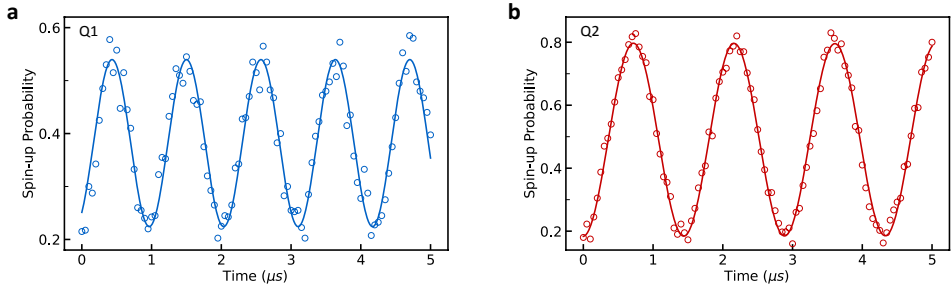 a
Q1
Spin-up Probability
0.6
0.4
0.2
0 1 2 3 4 5
Time (μs)
b
Q2
Spin-up Probability
0.8
0.6
0.4
0.2
0 1 2 3 4 5
Time (μs)